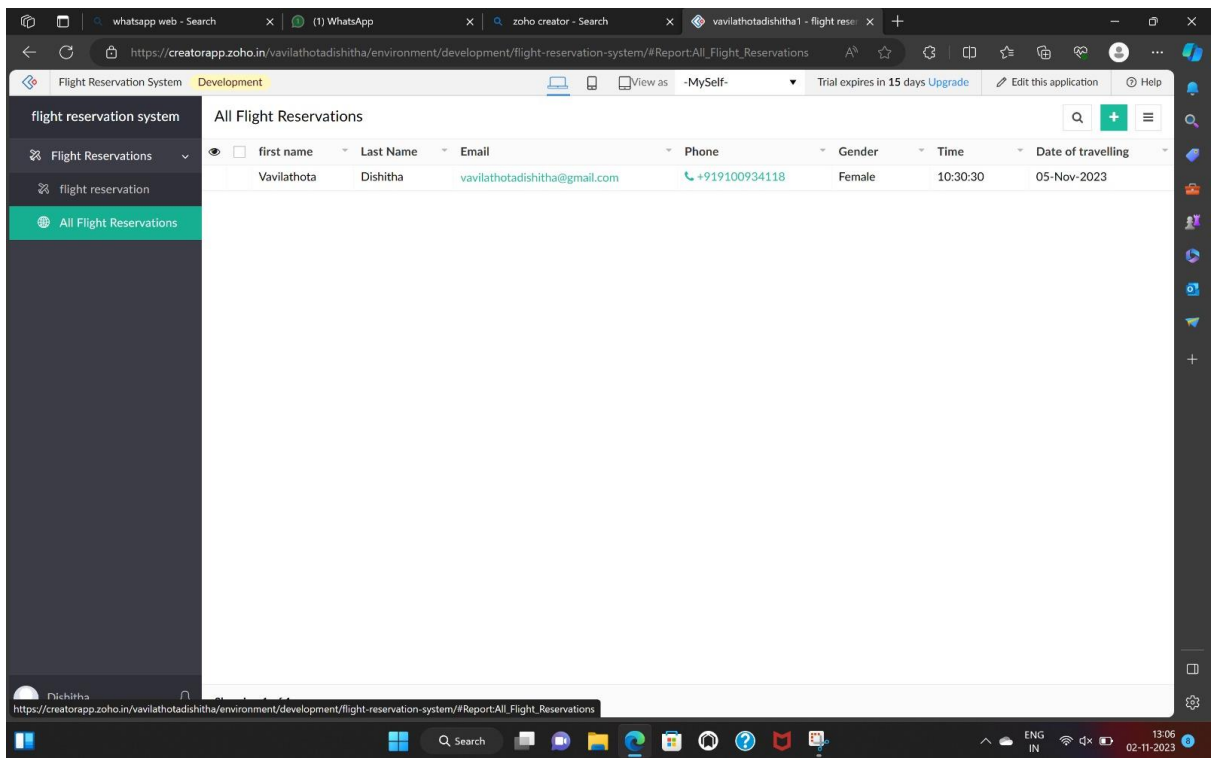 whatsapp web - Search
(1) WhatsApp
zoho creator - Search
vavilathotadishitha1 - flight reser
https://creatorapp.zoho.in/vavilathotadishitha/environment/development/flight-reservation-system/#Report:All_Flight_Reservations
Flight Reservation System Development View as -MySelf- Trial expires in 15 days Upgrade Edit this application Help
flight reservation system
All Flight Reservations
Flight Reservations
flight reservation
All Flight Reservations
first name Last Name Email Phone Gender Time Date of travelling
Vavilathota Dishitha vavilathotadishitha@gmail.com +919100934118 Female 10:30:30 05-Nov-2023
Dishitha
https://creatorapp.zoho.in/vavilathotadishitha/environment/development/flight-reservation-system/#Report:All_Flight_Reservations
Search
ENG
IN
13:06
02-11-2023
8